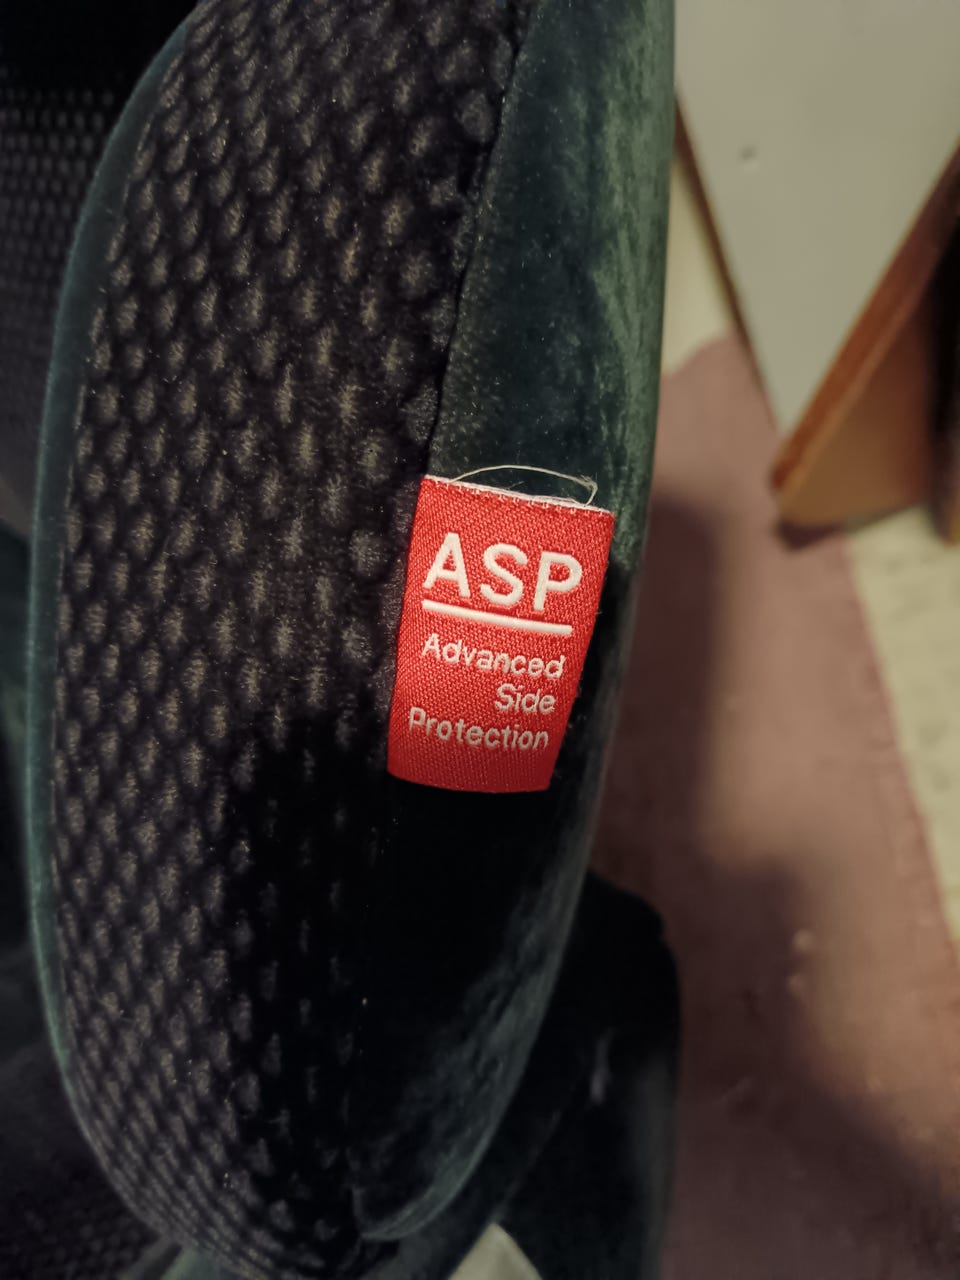 ASP
Advanced
Side
Protection